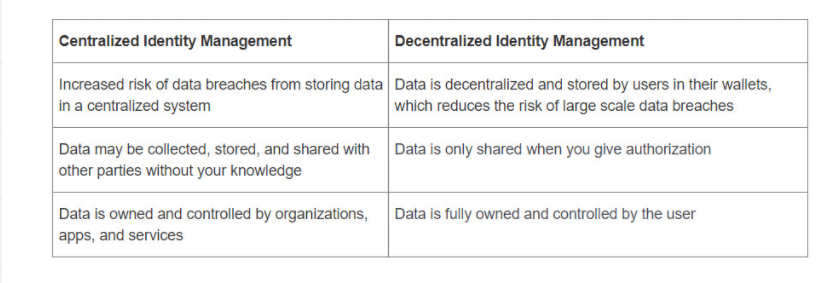 Centralized Identity Management
Decentralized Identity Management
Increased risk of data breaches from storing data
in a centralized system
Data is decentralized and stored by users in their wallets,
which reduces the risk of large scale data breaches
Data may be collected, stored, and shared with
other parties without your knowledge
Data is only shared when you give authorization
Data is owned and controlled by organizations,
apps, and services
Data is fully owned and controlled by the user